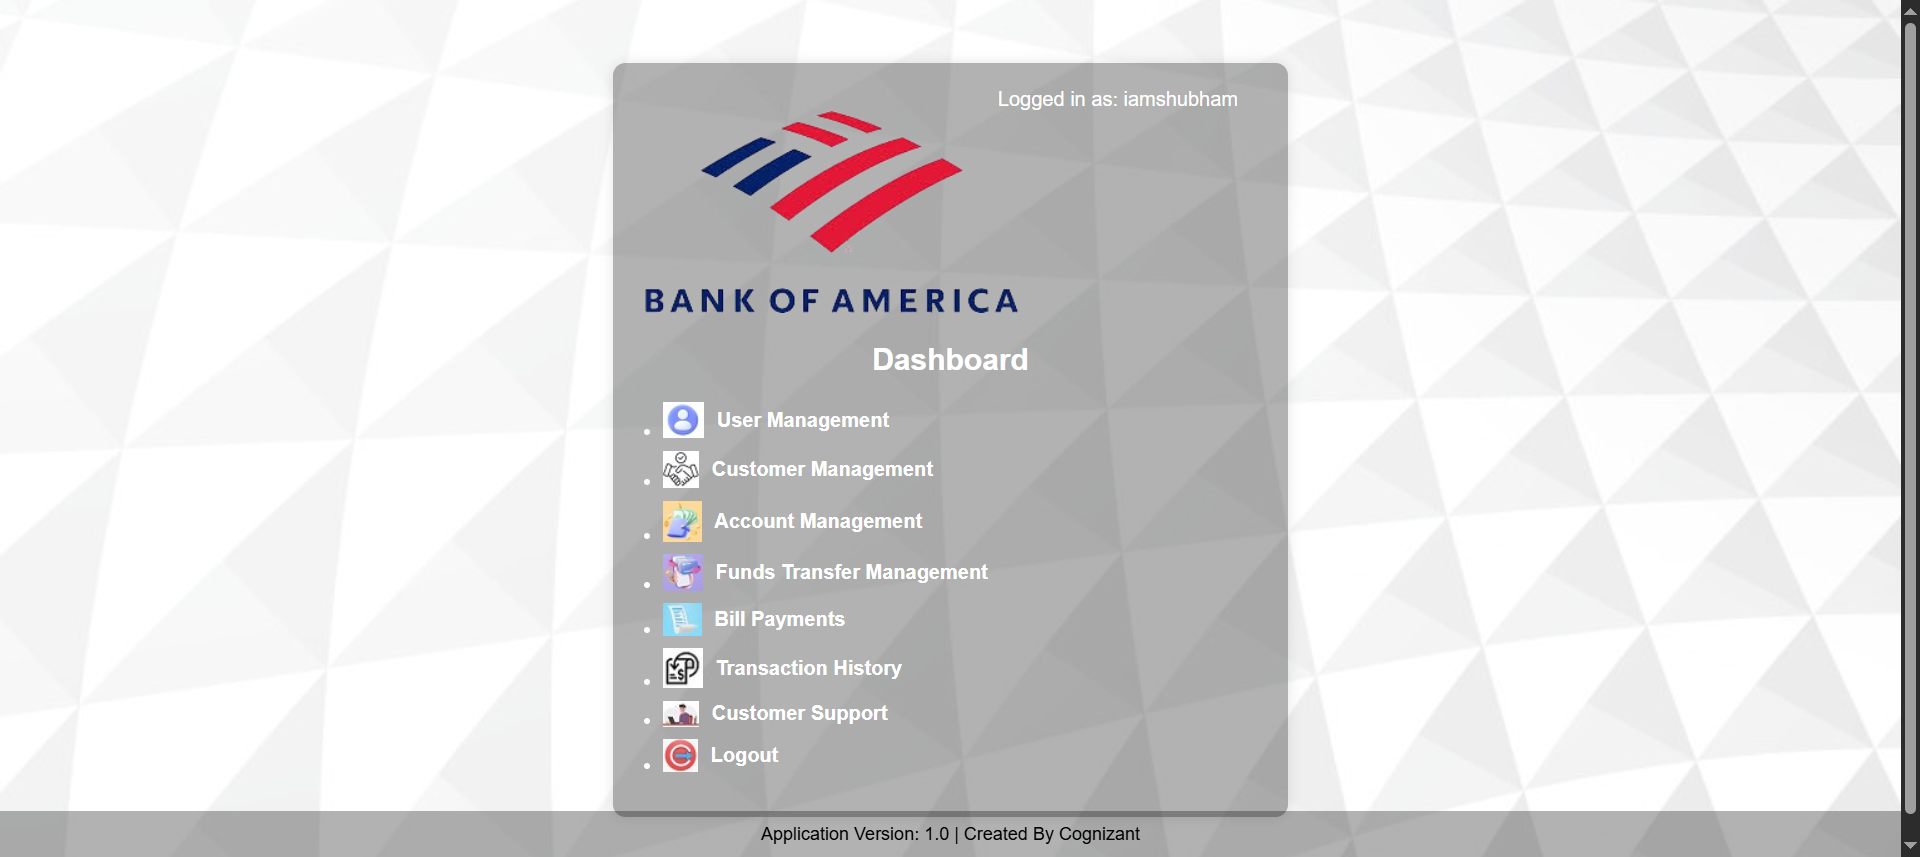 Logged in as: iamshubham
BANK OF AMERICA
Dashboard
User Management
Customer Management
Account Management
Funds Transfer Management
Bill Payments
Transaction History
Customer Support
Logout
Application Version: 1.0 | Created By Cognizant